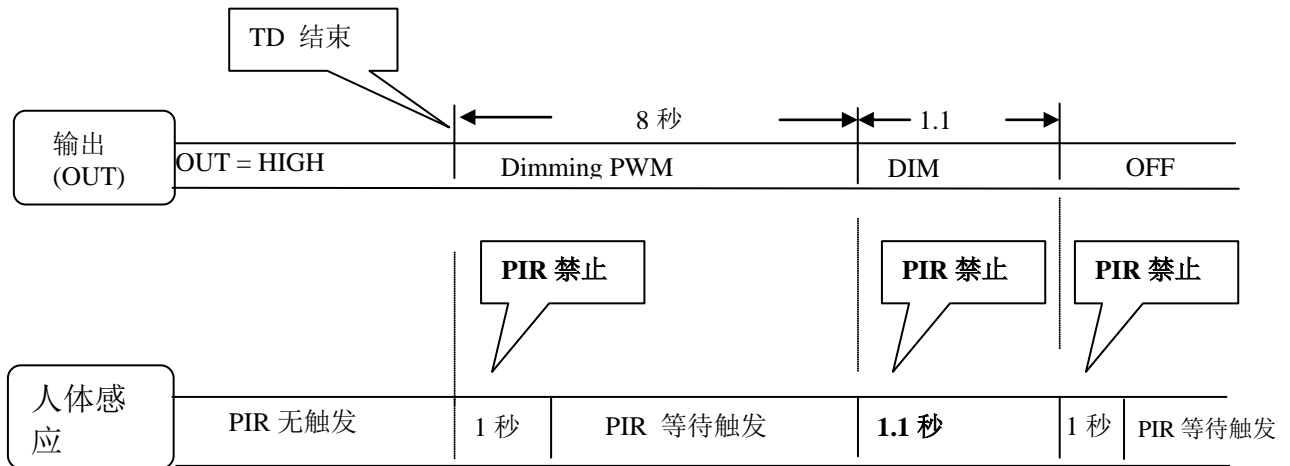 TD 结束
8 秒
1.1
输出
(OUT)
OUT = HIGH
Dimming PWM
DIM
OFF
PIR 禁止
PIR 禁止
PIR 禁止
人体感
应
PIR 无触发
1 秒
PIR 等待触发
1.1 秒
1 秒
PIR 等待触发